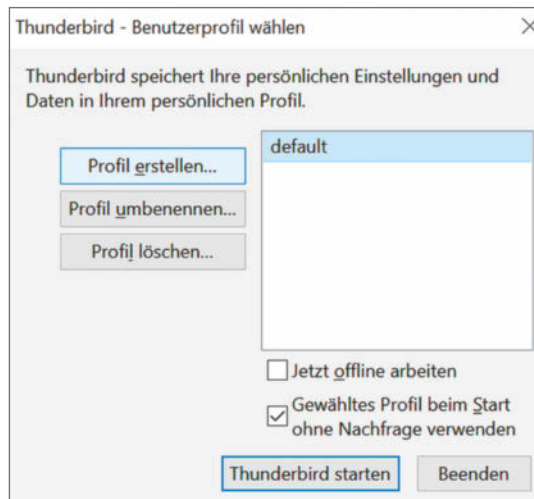 Thunderbird - Benutzerprofil wählen
Thunderbird speichert Ihre persönlichen Einstellungen und
Daten in Ihrem persönlichen Profil.
Profil erstellen...
Profil umbenennen...
Profil löschen...
default
Jetzt offline arbeiten
Gewähltes Profil beim Start
ohne Nachfrage verwenden
Thunderbird starten
Beenden